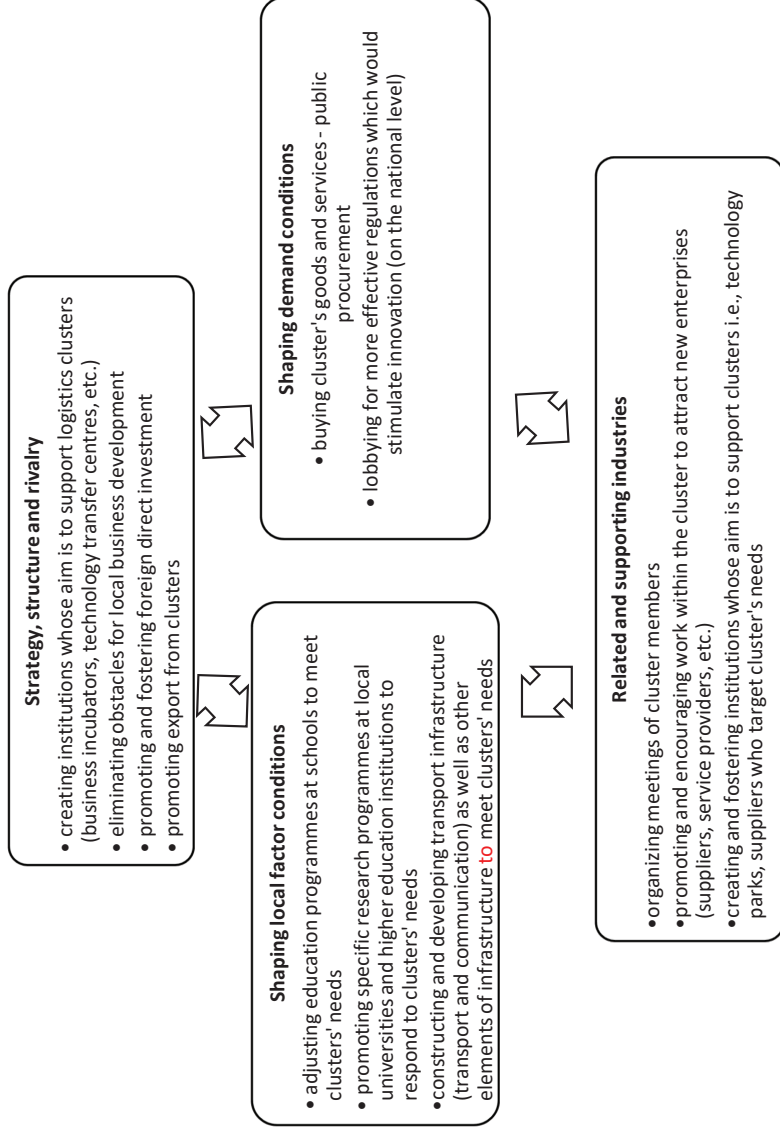 Strategy, structure and rivalry
• creating institutions whose aim is to support logistics clusters
(business incubators, technology transfer centres, etc.)
• eliminating obstacles for local business development
• promoting and fostering foreign direct investment
• promoting export from clusters
Shaping local factor conditions
• adjusting education programmes at schools to meet
clusters' needs
• promoting specific research programmes at local
universities and higher education institutions to
respond to clusters' needs
•constructing and developing transport infrastructure
(transport and communication) as well as other
elements of infrastructure to meet clusters' needs
Shaping demand conditions
• buying cluster's goods and services - public
procurement
• lobbying for more effective regulations which would
stimulate innovation (on the national level)
Related and supporting industries
•organizing meetings of cluster members
•promoting and encouraging work within the cluster to attract new enterprises
(suppliers, service providers, etc.)
•creating and fostering institutions whose aim is to support clusters i.e., technology
parks, suppliers who target cluster's needs